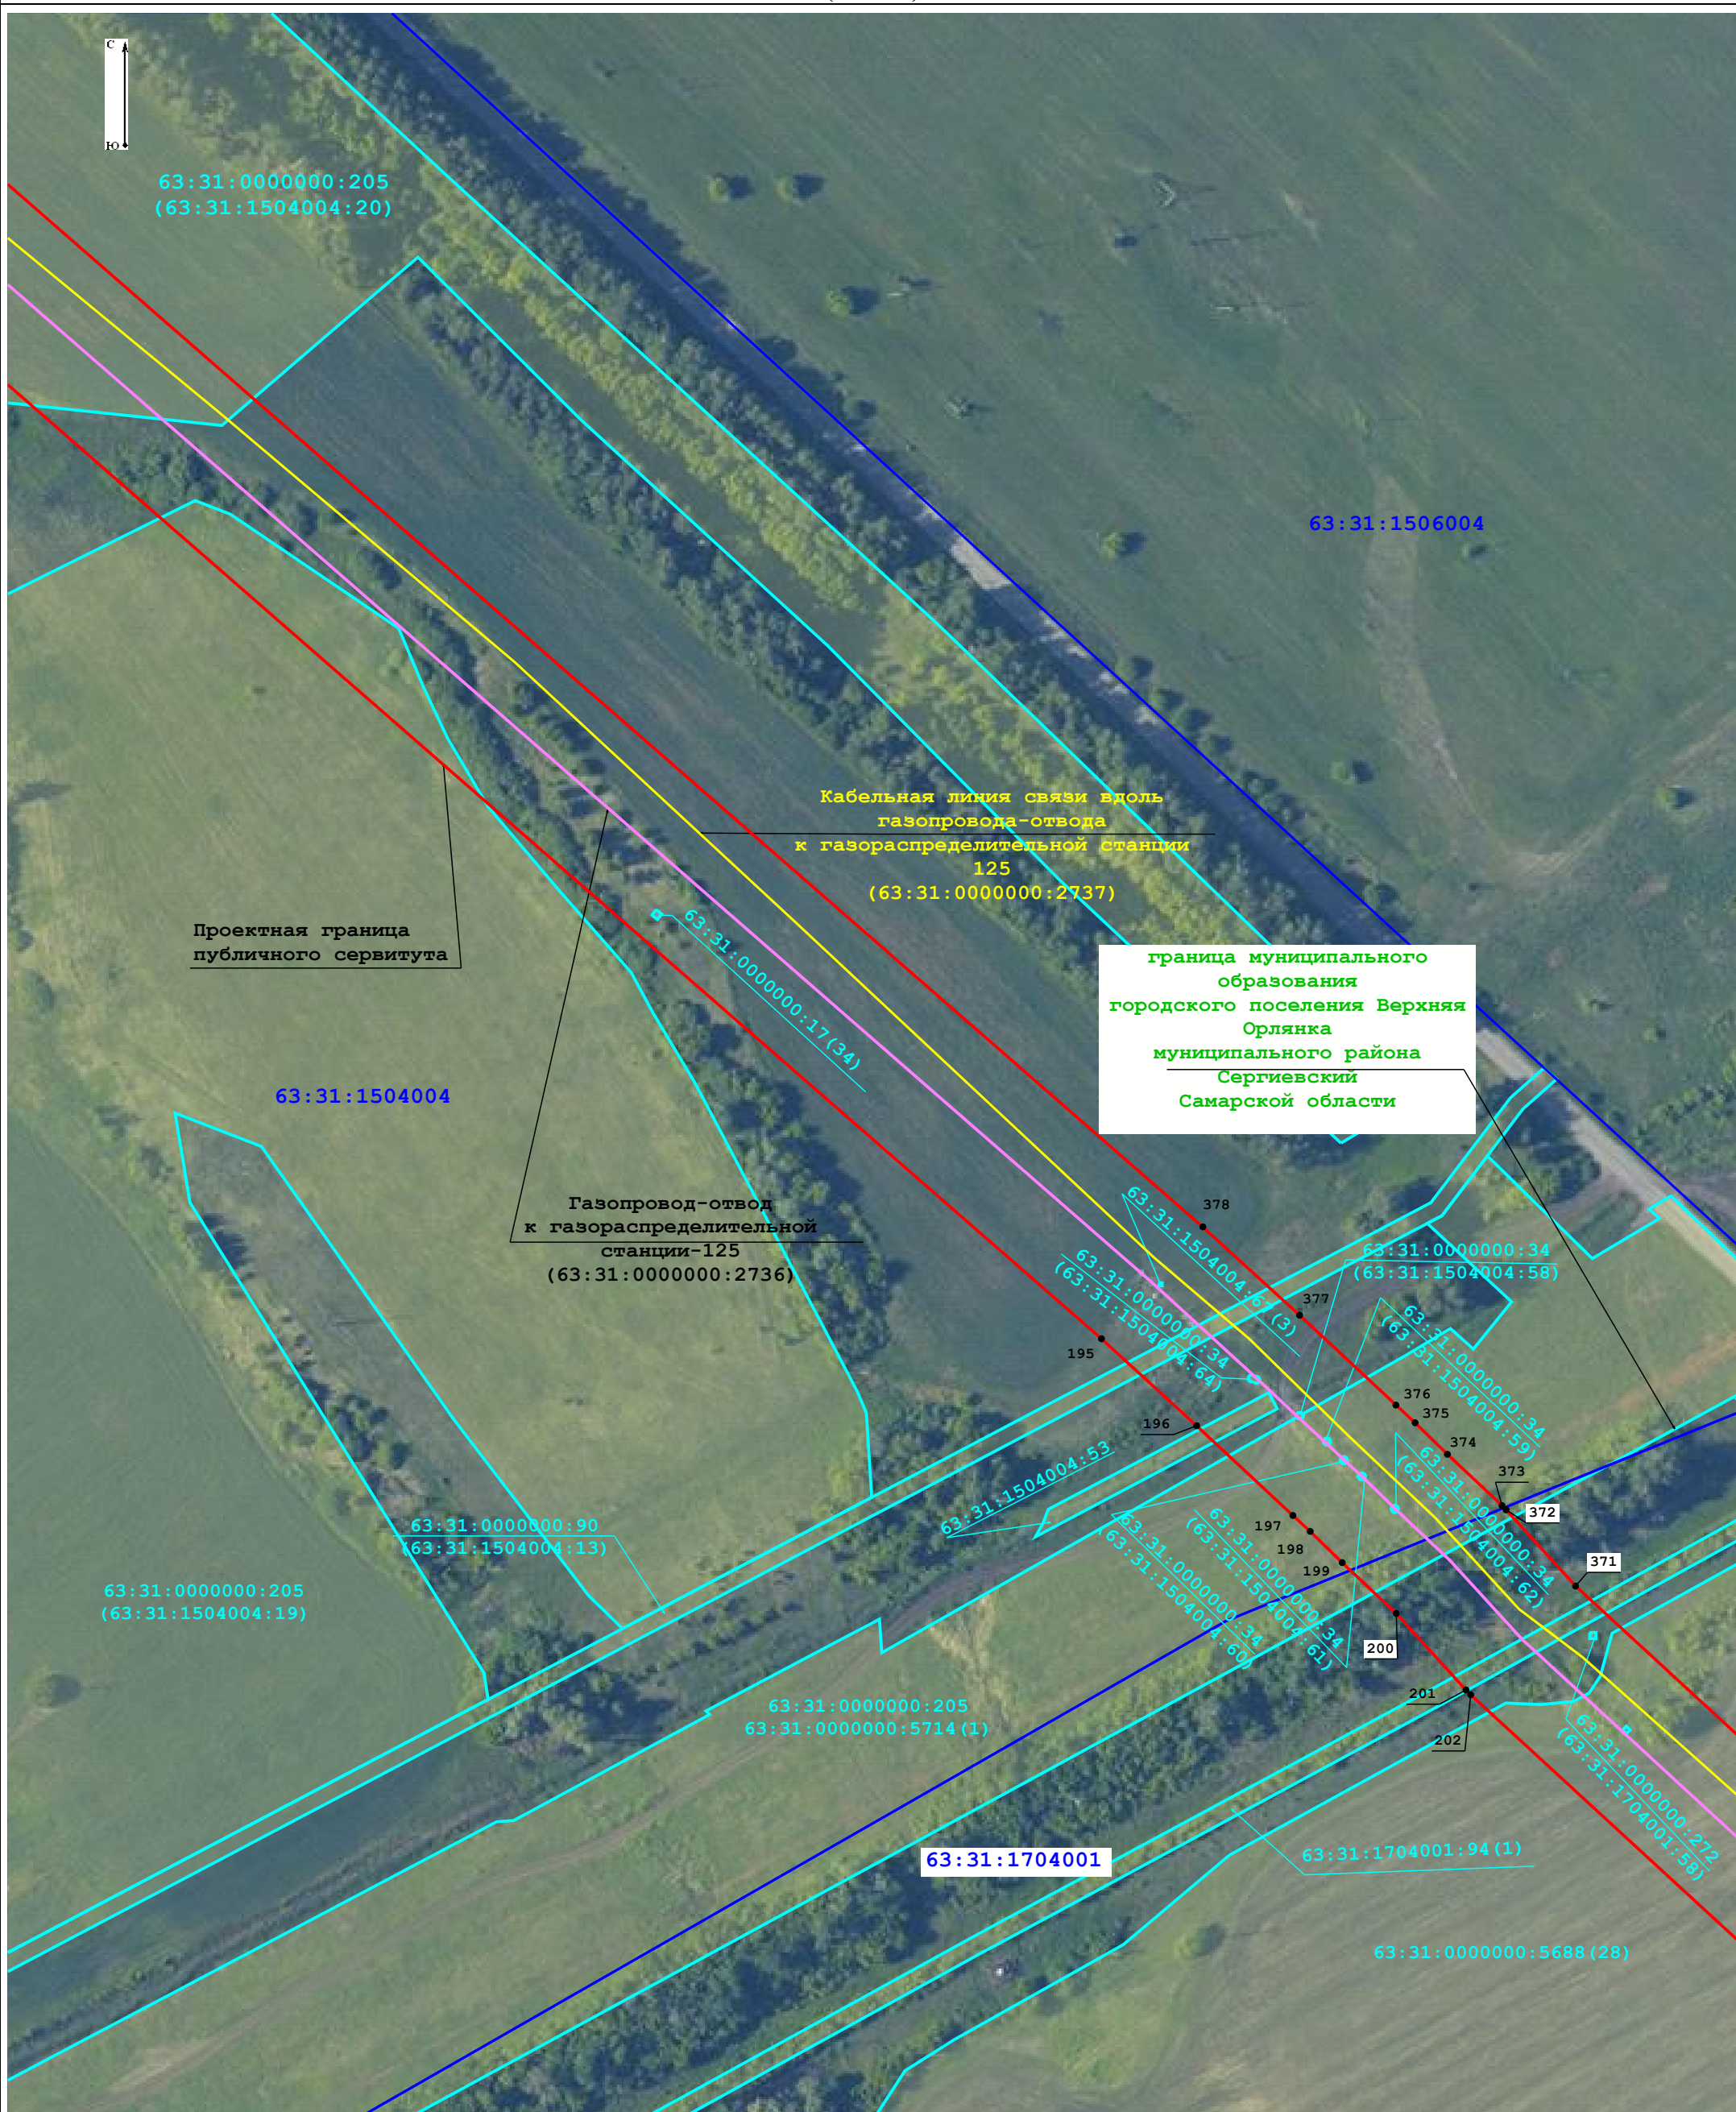 С
Ю
63:31:0000000:205
(63:31:1504004:20)
63:31:1506004
Кабельная линия связи вдоль
газопровода-отвода
к газораспределительной станции
125
(63:31:0000000:2737)
Проектная граница
публичного сервитута
63:31:0000000:17(34)
граница муниципального
образования
городского поселения Верхняя
Орлянка
муниципального района
Сергиевский
Самарской области
63:31:1504004
Газопровод-отвод
к газораспределительной
станции-125
(63:31:0000000:2736)
378
63:31:1504004:67(3)
63:31:0000000:34
(63:31:1504004:64)
63:31:0000000:34
(63:31:1504004:58)
377
195
63:31:0000000:34
(63:31:1504004:59)
376
375
196
374
63:31:1504004:53
373
372
63:31:0000000:34
(63:31:1504004:62)
197
198
199
371
63:31:0000000:34
(63:31:1504004:60)
63:31:0000000:34
(63:31:1504004:61)
63:31:0000000:90
(63:31:1504004:13)
63:31:0000000:205
(63:31:1504004:19)
200
201
202
63:31:0000000:205
63:31:0000000:5714(1)
63:31:0000000:272
(63:31:1704001:58)
63:31:1704001
63:31:1704001:94(1)
63:31:0000000:5688(28)